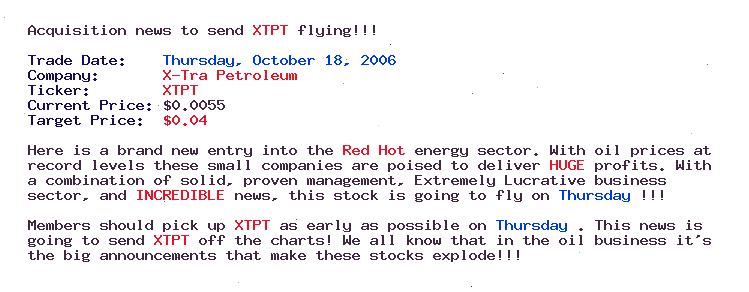 Acquisition news to send XTPT flying!!!
Trade Date: Thursday, October 18, 2006
Company: X-Tra Petroleum
Ticker: XTPT
Current Price: $0.0055
Target Price: $0.04
Here is a brand new entry into the Red Hot energy sector. With oil prices at
record levels these small companies are poised to deliver HUGE profits. With
a combination of solid, proven management, Extremely Lucrative business
sector, and INCREDIBLE news, this stock is going to fly on Thursday !!!
Members should pick up XTPT as early as possible on Thursday . This news is
going to send XTPT off the charts! We all know that in the oil business it's
the big announcements that make these stocks explode!!!